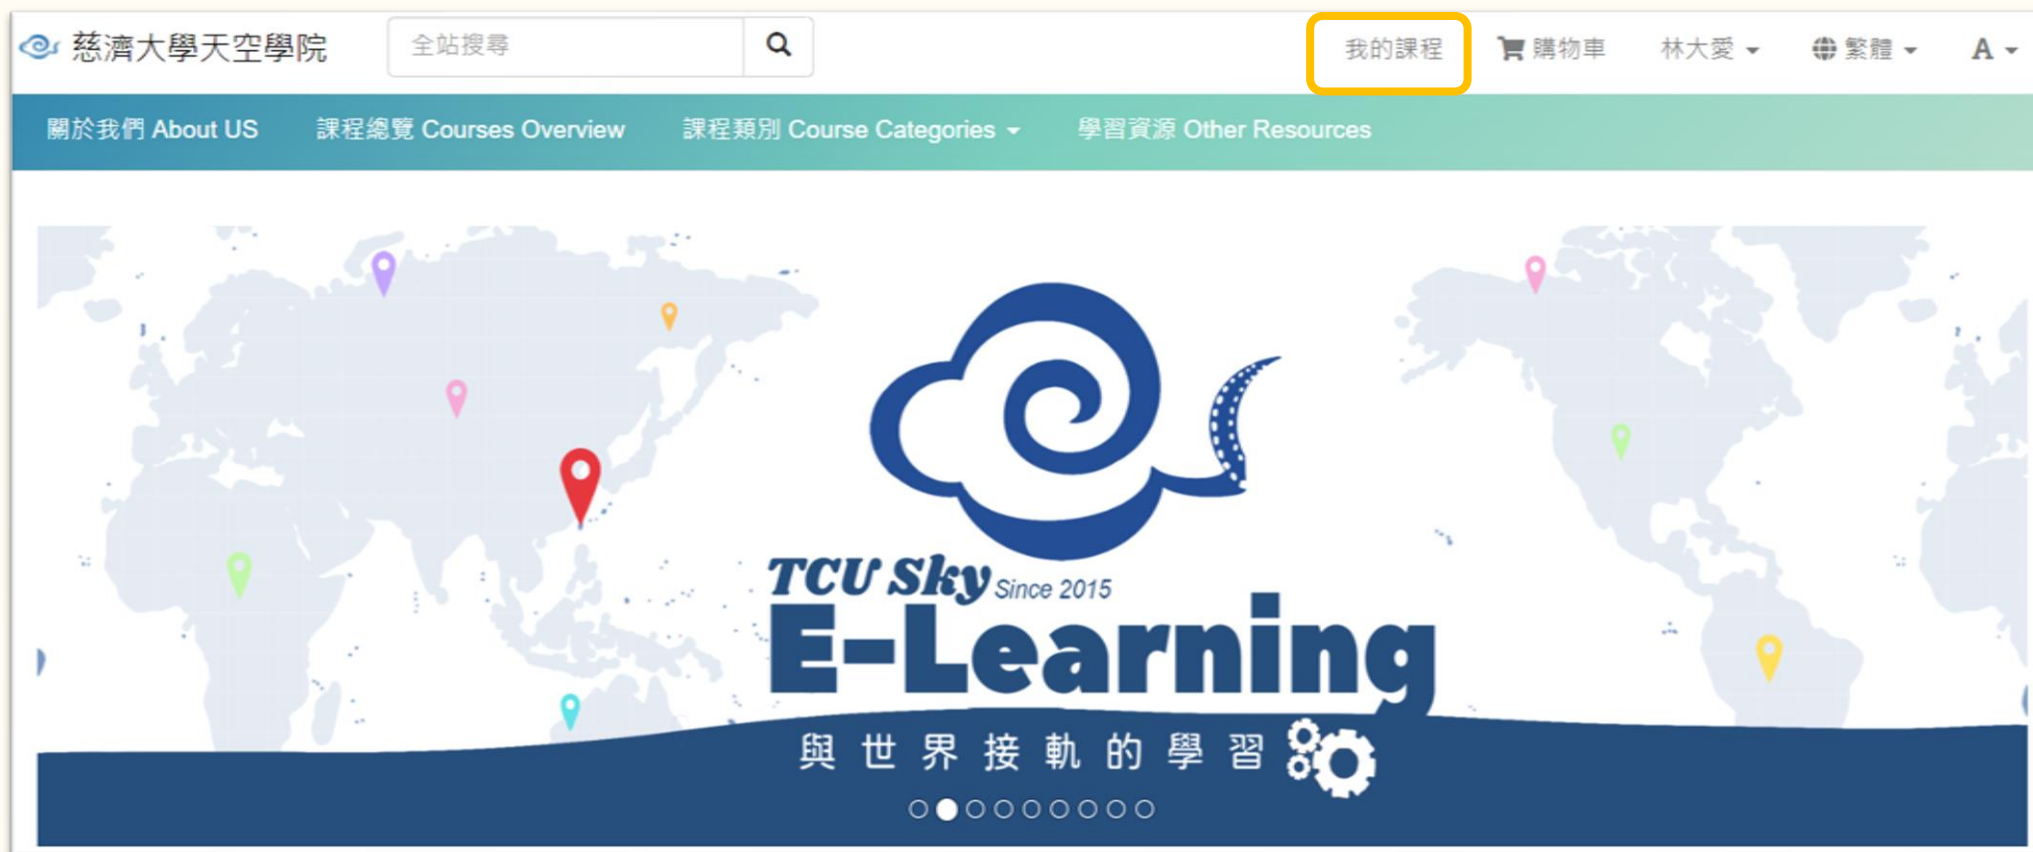 慈濟大學天空學院 全站搜尋 我的課程 購物車 林大愛 繁體 A
關於我們 About US 課程總覽 Courses Overview 課程類別 Course Categories 學習資源 Other Resources
TCU Sky Since 2015
E-Learning
與世界接軌的學習